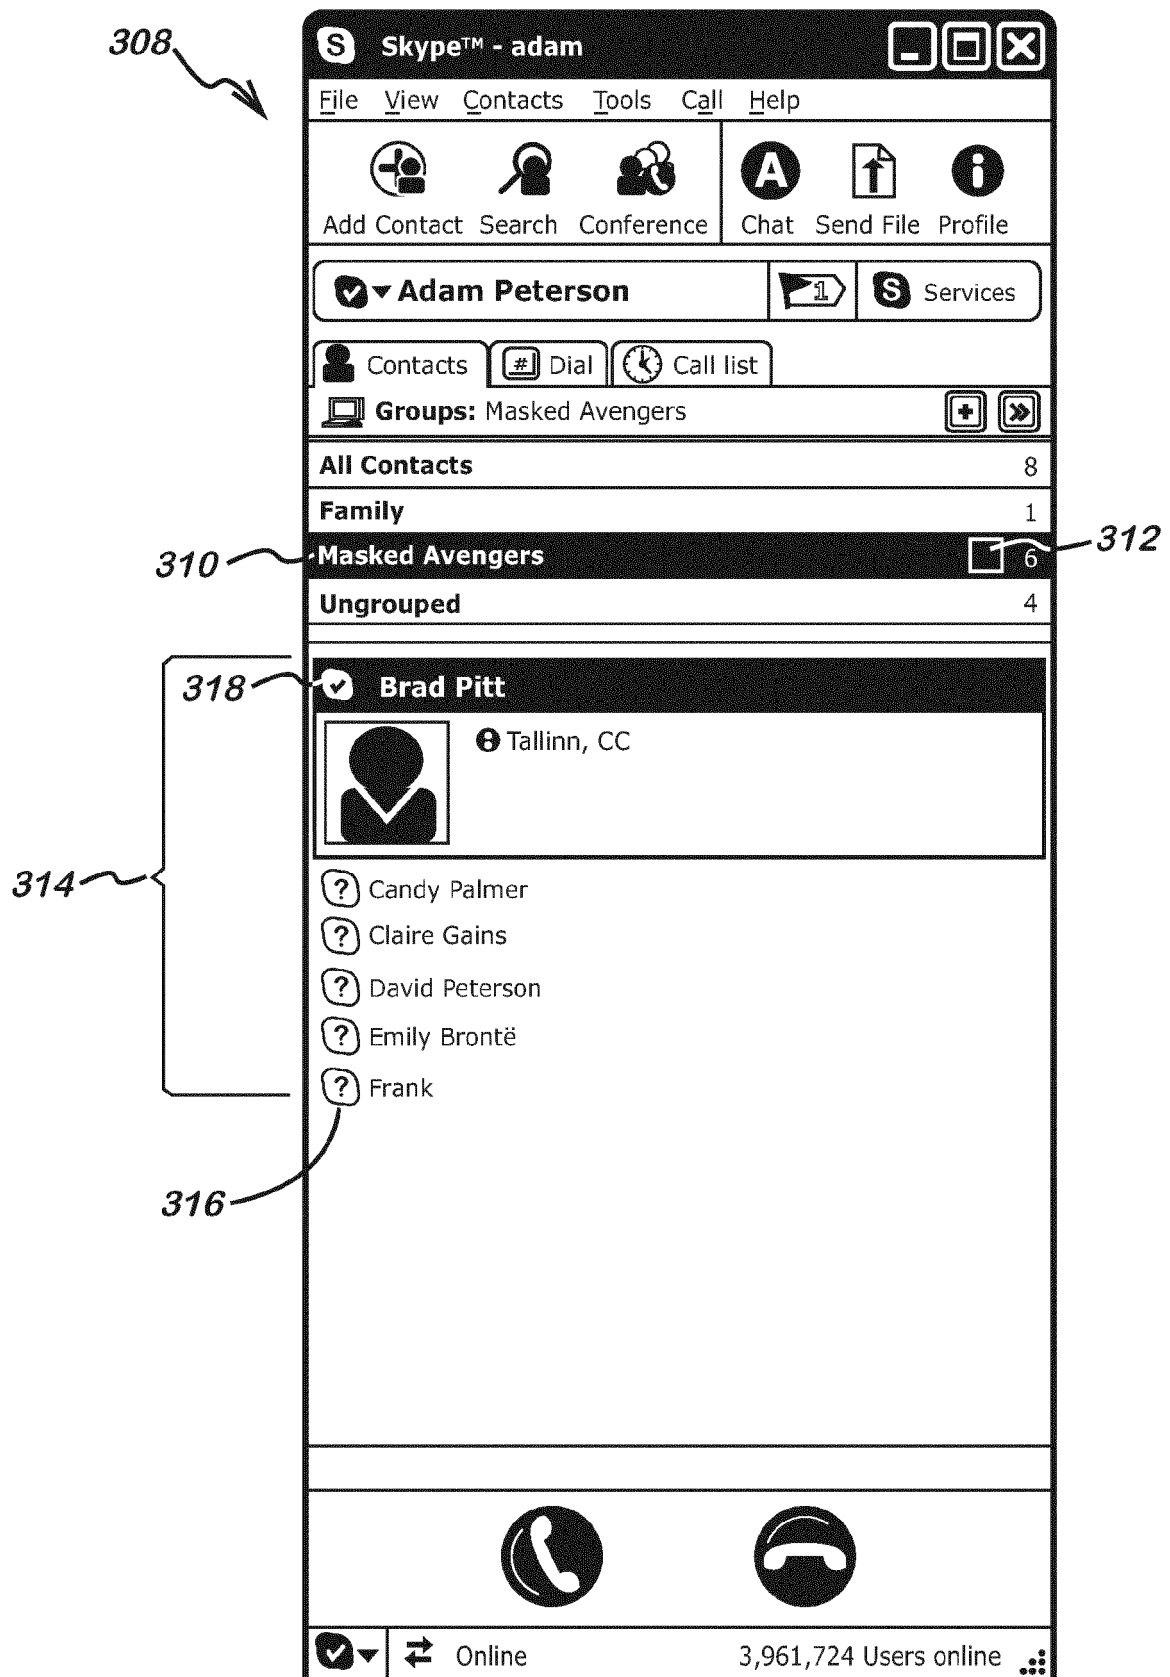 308
S Skype™ - adam
File View Contacts Tools Call Help
A
Add Contact Search Conference Chat Send File Profile
Adam Peterson 1 S Services
Contacts # Dial Call list
Groups: Masked Avengers + »
All Contacts 8
Family 1
310 Masked Avengers 6 312
Ungrouped 4
318 Brad Pitt
Tallinn, CC
314
? Candy Palmer
? Claire Gains
? David Peterson
? Emily Brontë
? Frank
316
Online 3,961,724 Users online